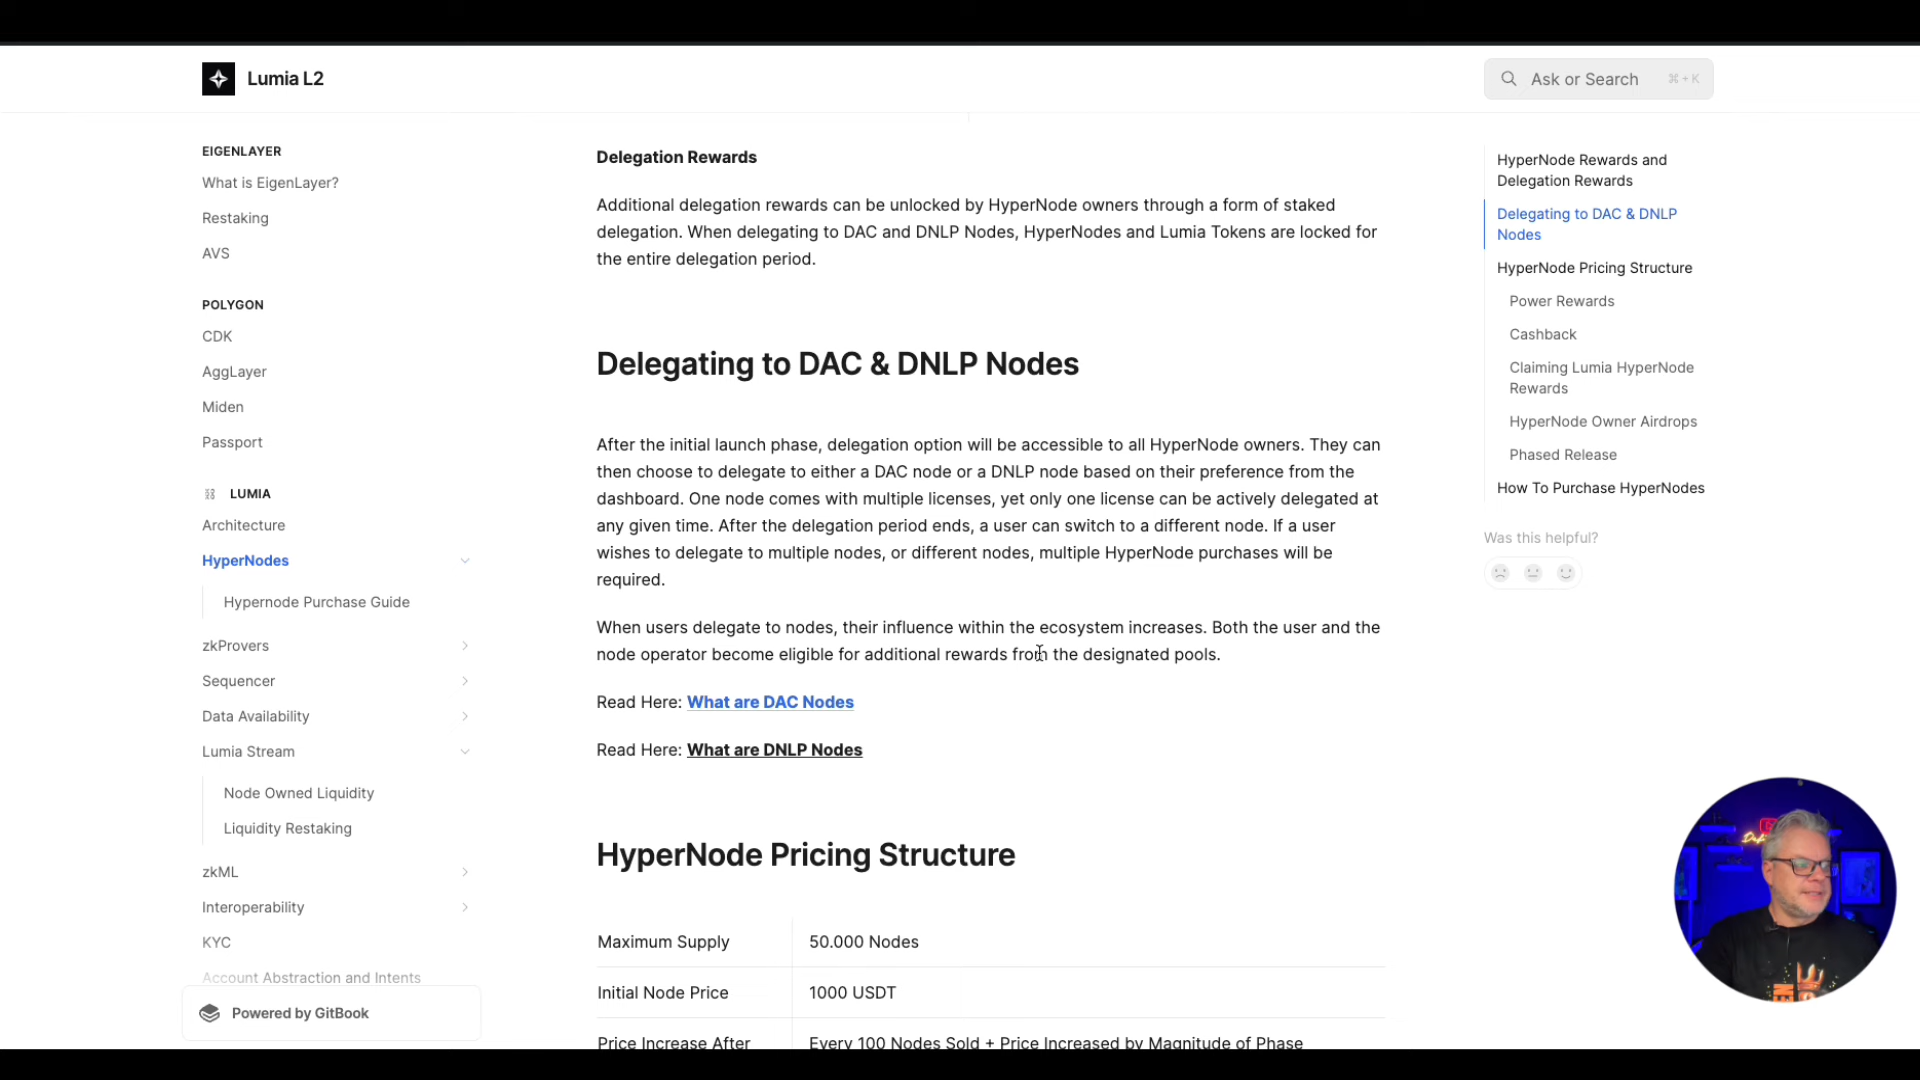 Lumia L2
Ask or Search ⌘ + K
EIGENLAYER
What is EigenLayer?
Restaking
AVS
POLYGON
CDK
AggLayer
Miden
Passport
LUMIA
Architecture
HyperNodes
Hypernode Purchase Guide
zkProvers
Sequencer
Data Availability
Lumia Stream
Node Owned Liquidity
Liquidity Restaking
zkML
Interoperability
KYC
Account Abstraction and Intents
Powered by GitBook
Delegation Rewards
Additional delegation rewards can be unlocked by HyperNode owners through a form of staked
delegation. When delegating to DAC and DNLP Nodes, HyperNodes and Lumia Tokens are locked for
the entire delegation period.
Delegating to DAC & DNLP Nodes
After the initial launch phase, delegation option will be accessible to all HyperNode owners. They can
then choose to delegate to either a DAC node or a DNLP node based on their preference from the
dashboard. One node comes with multiple licenses, yet only one license can be actively delegated at
any given time. After the delegation period ends, a user can switch to a different node. If a user
wishes to delegate to multiple nodes, or different nodes, multiple HyperNode purchases will be
required.
When users delegate to nodes, their influence within the ecosystem increases. Both the user and the
node operator become eligible for additional rewards from the designated pools.
Read Here: What are DAC Nodes
Read Here: What are DNLP Nodes
HyperNode Pricing Structure
Maximum Supply 50.000 Nodes
Initial Node Price 1000 USDT
Price Increase After Every 100 Nodes Sold + Price Increased by Magnitude of Phase
HyperNode Rewards and
Delegation Rewards
Delegating to DAC & DNLP
Nodes
HyperNode Pricing Structure
Power Rewards
Cashback
Claiming Lumia HyperNode
Rewards
HyperNode Owner Airdrops
Phased Release
How To Purchase HyperNodes
Was this helpful?